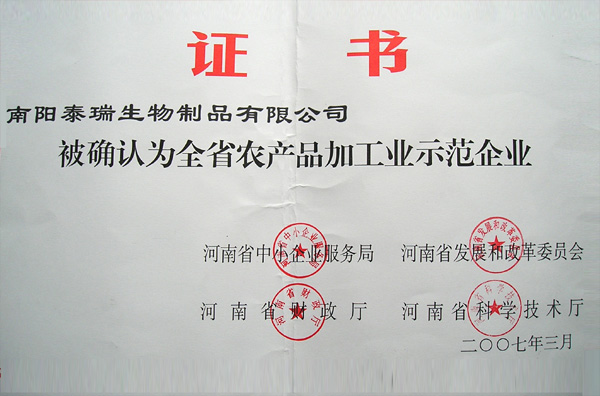 证书
南阳泰瑞生物制品有限公司
被确认为全省农产品加工业示范企业
河南省中小企业服务局 河南省发展和改革委员会
河南省财政厅 河南省科学技术厅
二〇〇七年三月